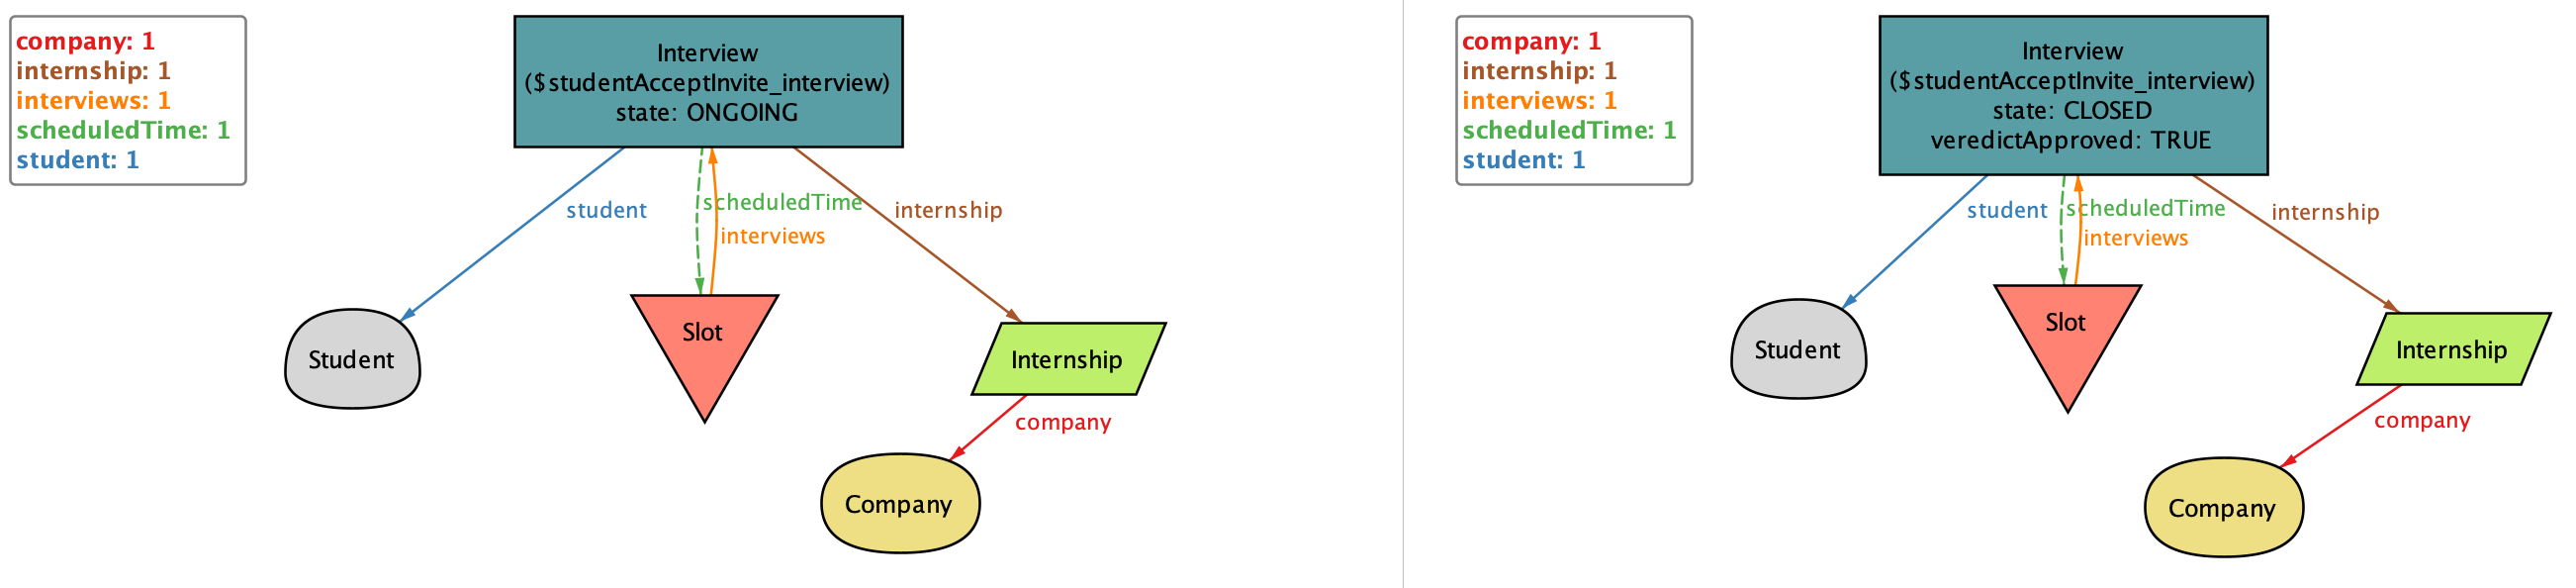 company: 1
internship: 1
interviews: 1
scheduledTime: 1
student: 1
Interview
($studentAcceptInvite_interview)
state: ONGOING
student
scheduledTime
internship
interviews
Student
Slot
Internship
company
Company
company: 1
internship: 1
interviews: 1
scheduledTime: 1
student: 1
Interview
($studentAcceptInvite_interview)
state: CLOSED
veredictApproved: TRUE
student
scheduledTime
internship
interviews
Student
Slot
Internship
company
Company